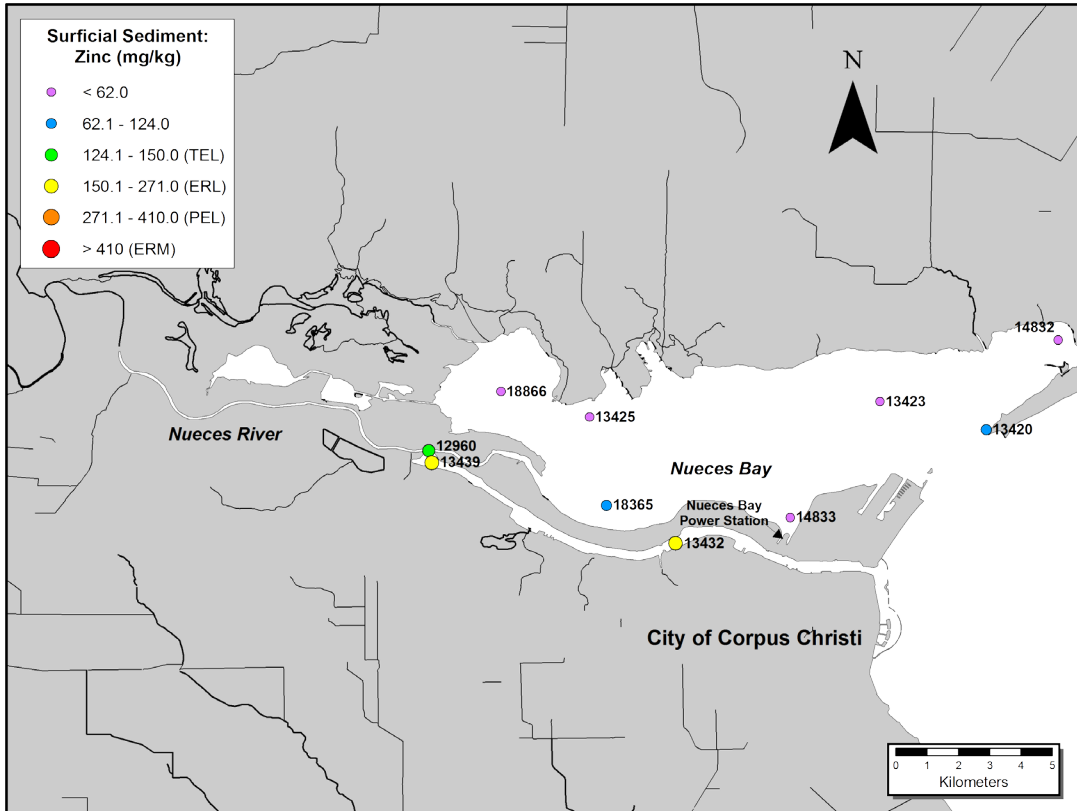 Surficial Sediment:
Zinc (mg/kg)
< 62.0
62.1 - 124.0
124.1 - 150.0 (TEL)
150.1 - 271.0 (ERL)
271.1 - 410.0 (PEL)
> 410 (ERM)
N
14832
18866
13425
13423
13420
Nueces River
12960
13439
Nueces Bay
18365
Nueces Bay
Power Station
14833
13432
City of Corpus Christi
0 1 2 3 4 5
Kilometers